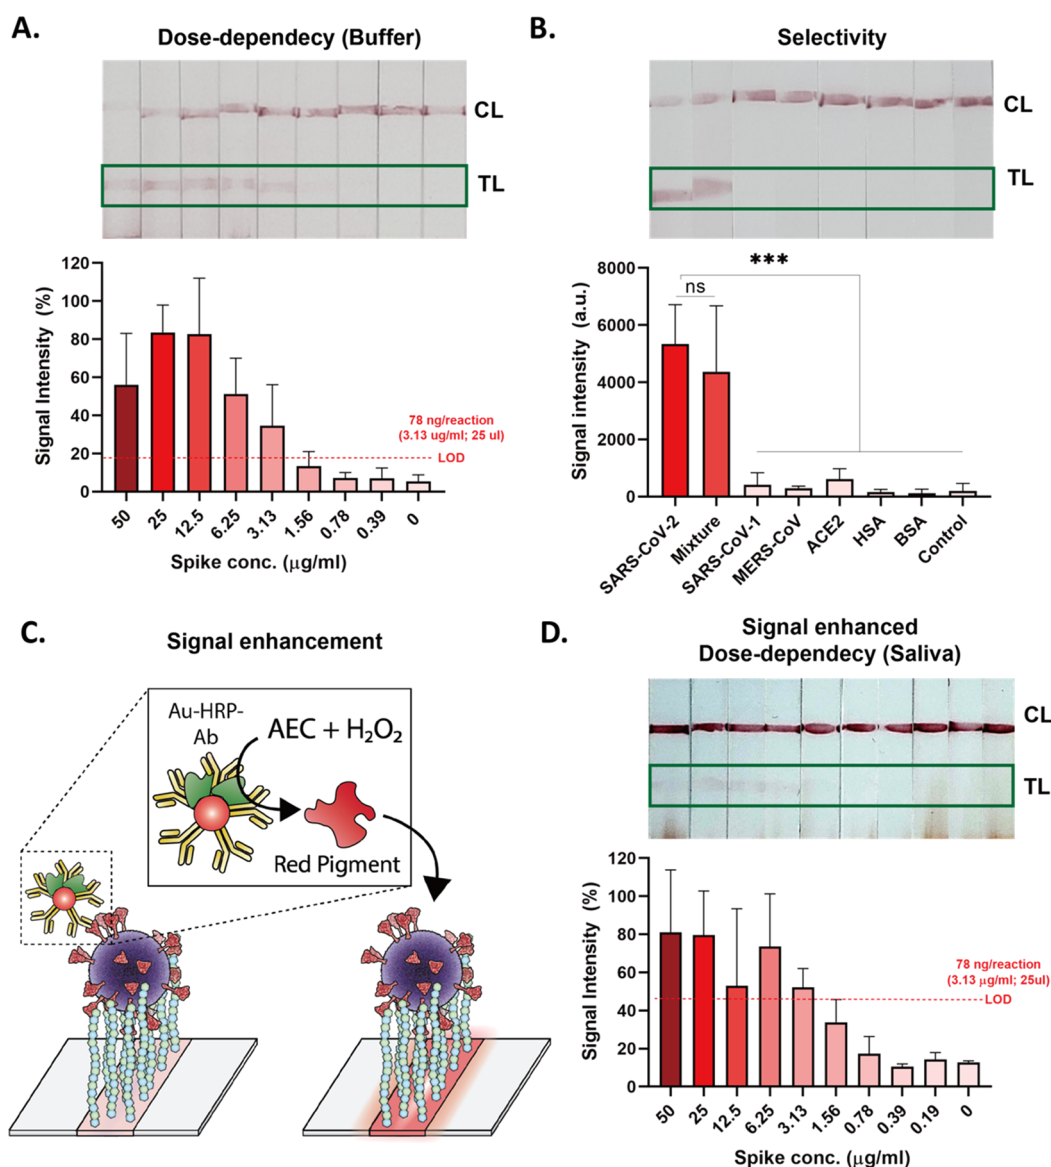 A.
Dose-dependecy (Buffer)
CL
TL
120
100
80
60
40
20
0
Signal Intensity (%)
78 ng/reaction
(3.13 ug/ml; 25 ul)
LOD
50
25
12.5
6.25
3.13
1.56
0.78
0.39
0
Spike conc. (μg/ml)
B.
Selectivity
CL
TL
8000
6000
4000
2000
0
Signal intensity (a.u.)
***
ns
SARS-CoV-2
Mixture
SARS-CoV-1
MERS-CoV
ACE2
HSA
BSA
Control
C.
Signal enhancement
Au-HRP-
Ab
AEC + H₂O₂
Red Pigment
D.
Signal enhanced
Dose-dependecy (Saliva)
CL
TL
120
100
80
60
40
20
0
Signal Intensity (%)
78 ng/reaction
(3.13 μg/ml; 25ul)
LOD
50
25
12.5
6.25
3.13
1.56
0.78
0.39
0.19
0
Spike conc. (μg/ml)